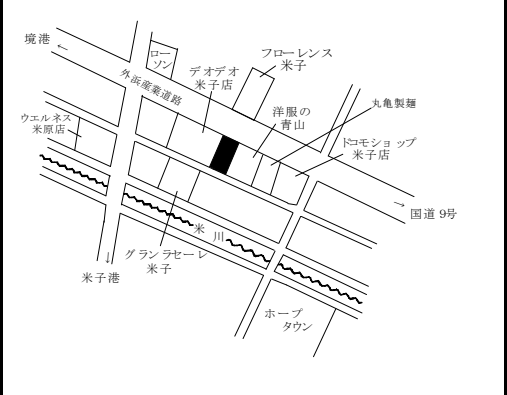 境港
←
ロー
ソン
外浜産業道路
デオデオ
米子店
フローレンス
米子
洋服の
青山
丸亀製麺
ドコモショップ
米子店
ウエルネス
米原店
→
国道 9号
米 川
グランラセーレ
米子
↓
米子港
ホープ
タウン